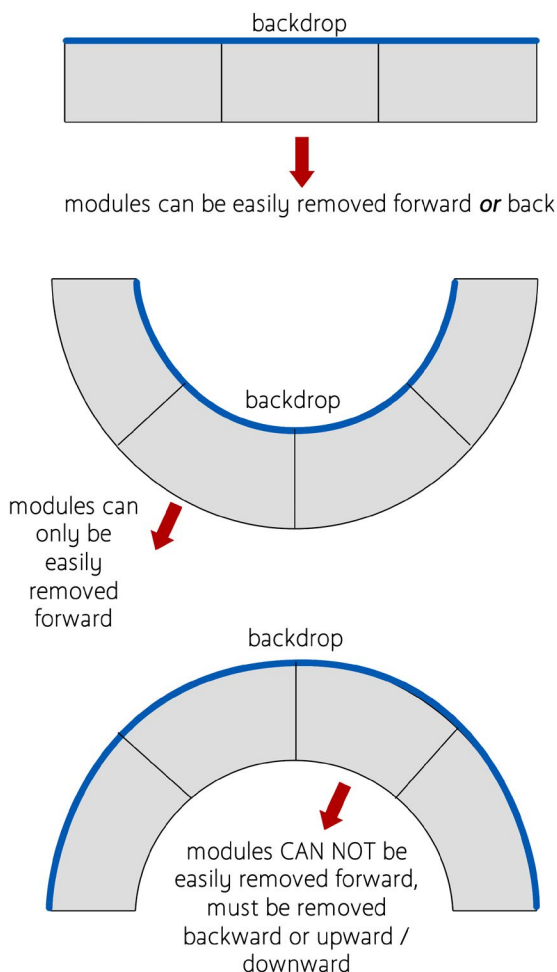 backdrop
modules can be easily removed forward or back
backdrop
modules can
only be
easily
removed
forward
backdrop
modules CAN NOT be
easily removed forward,
must be removed
backward or upward /
downward